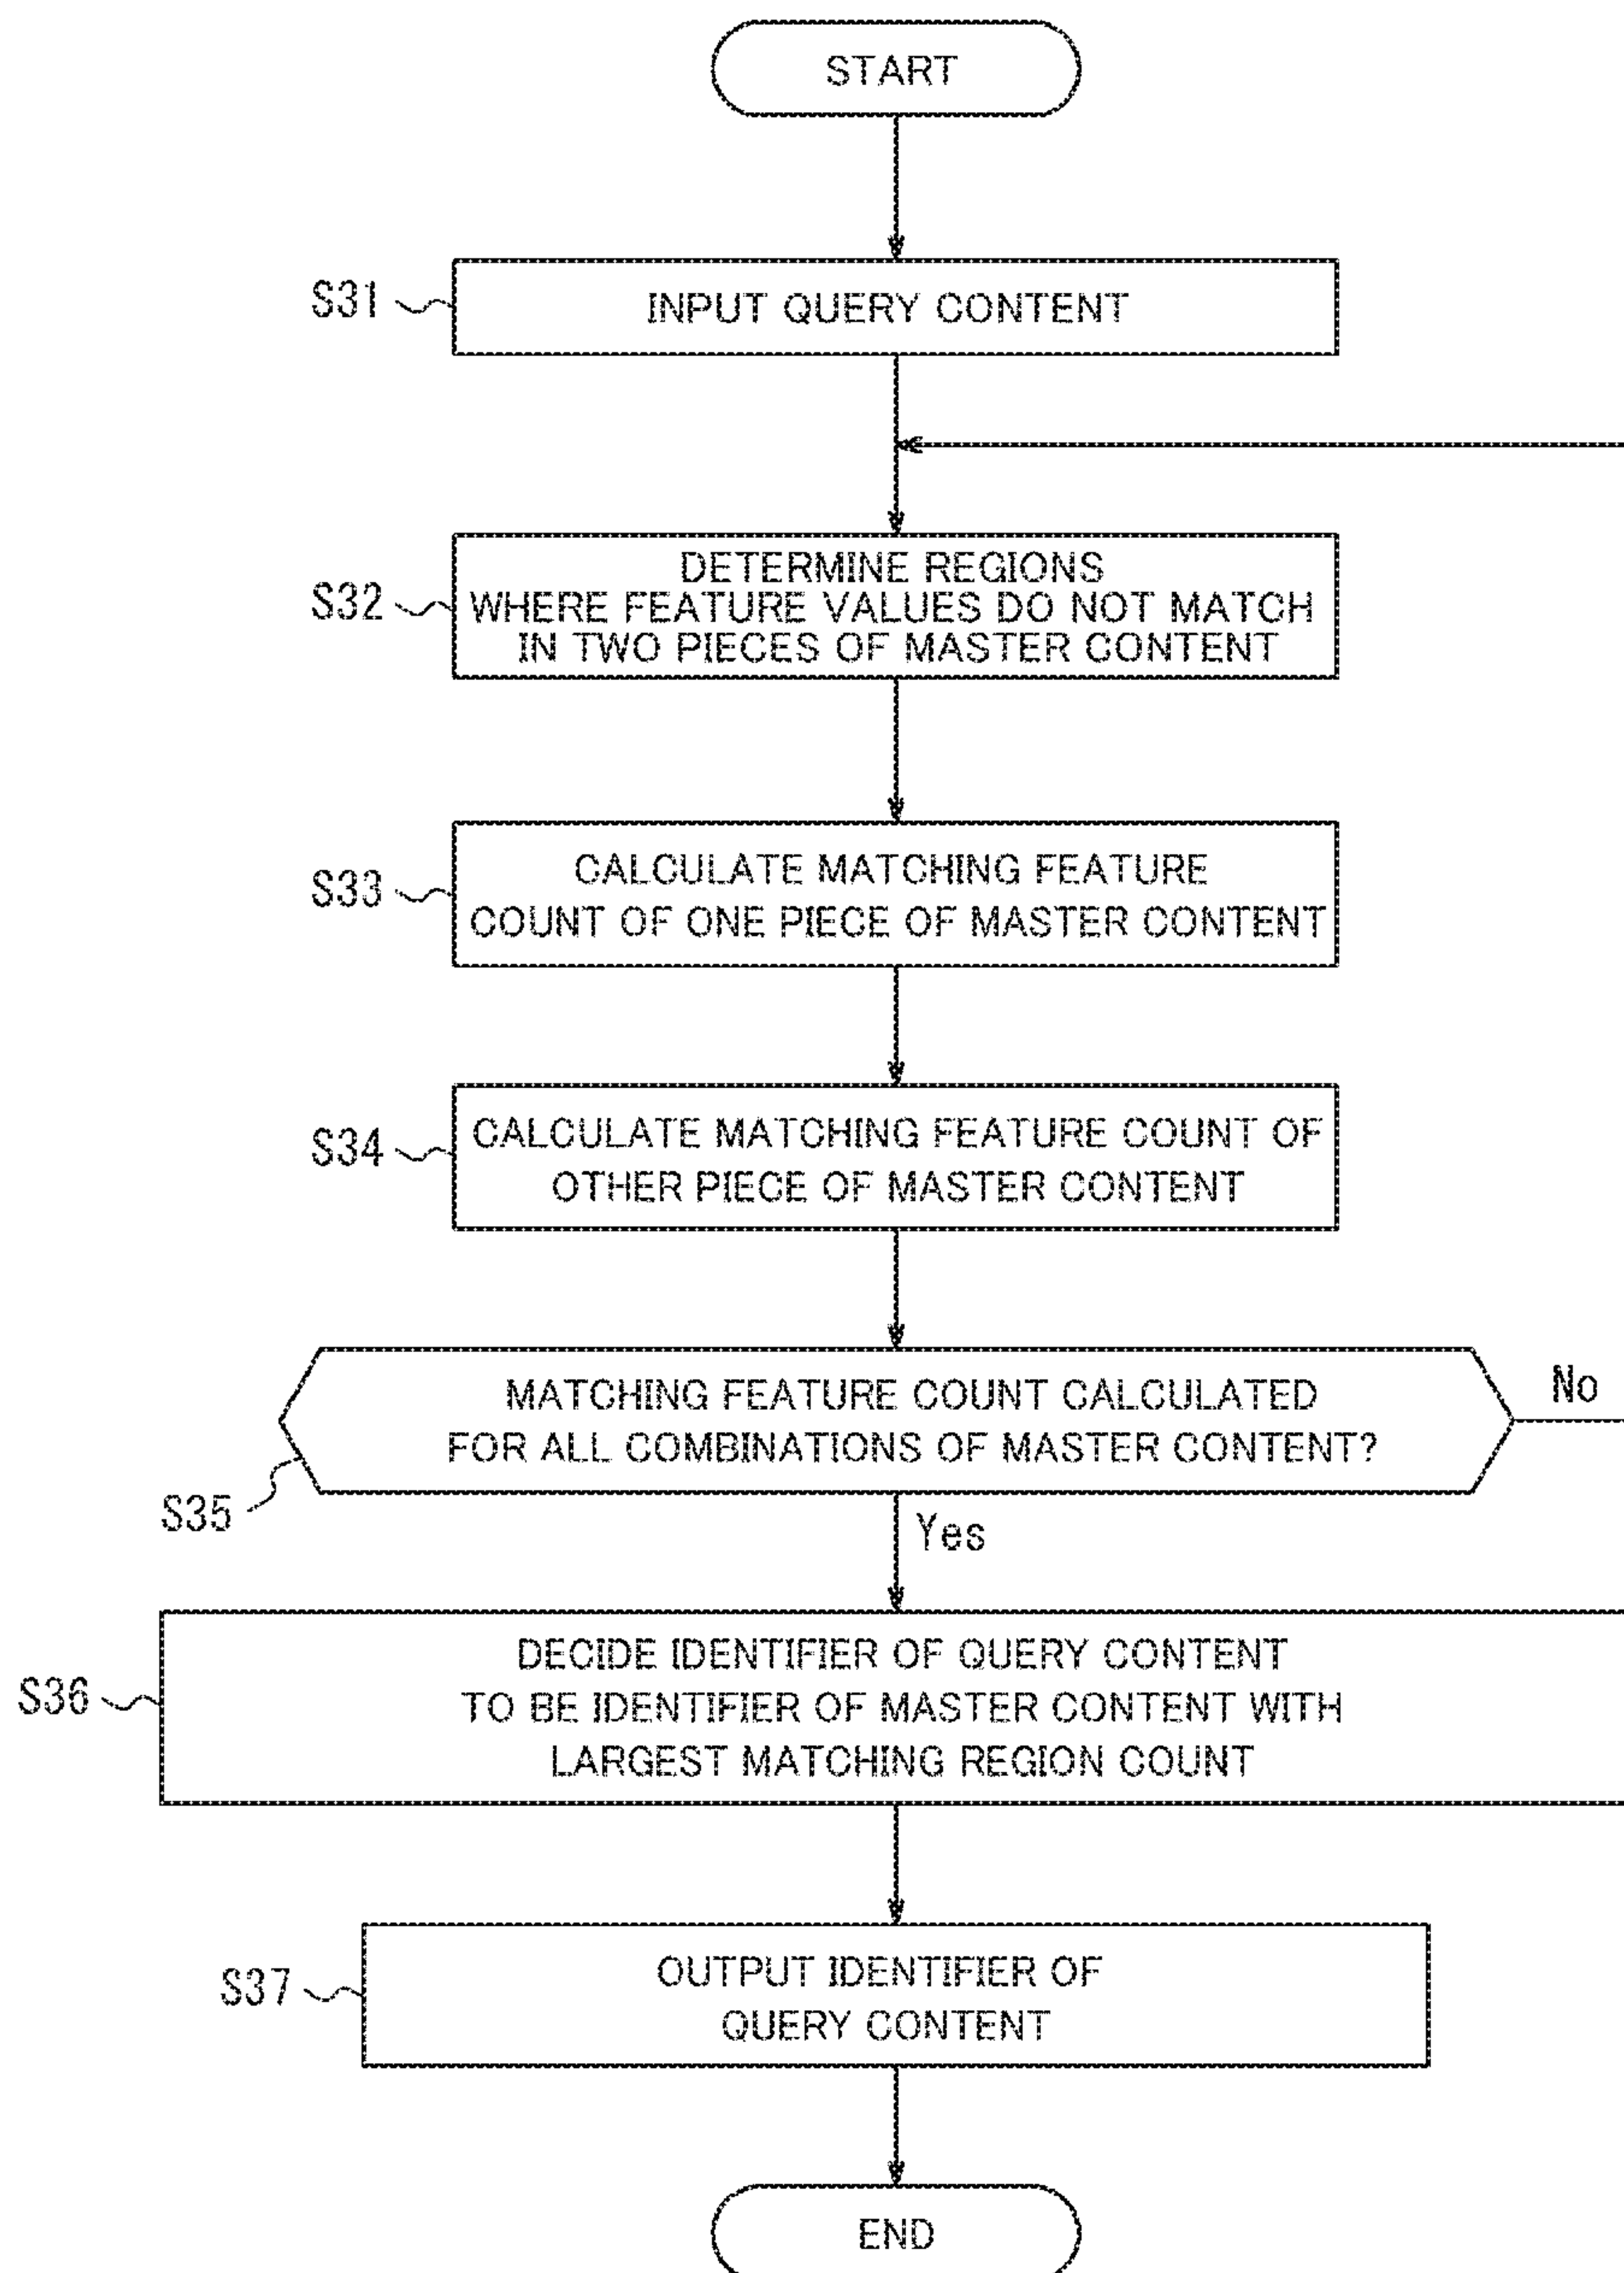 START
S31
INPUT QUERY CONTENT
S32
DETERMINE REGIONS
WHERE FEATURE VALUES DO NOT MATCH
IN TWO PIECES OF MASTER CONTENT
S33
CALCULATE MATCHING FEATURE
COUNT OF ONE PIECE OF MASTER CONTENT
S34
CALCULATE MATCHING FEATURE COUNT OF
OTHER PIECE OF MASTER CONTENT
S35
MATCHING FEATURE COUNT CALCULATED
FOR ALL COMBINATIONS OF MASTER CONTENT?
No
Yes
S36
DECIDE IDENTIFIER OF QUERY CONTENT
TO BE IDENTIFIER OF MASTER CONTENT WITH
LARGEST MATCHING REGION COUNT
S37
OUTPUT IDENTIFIER OF
QUERY CONTENT
END